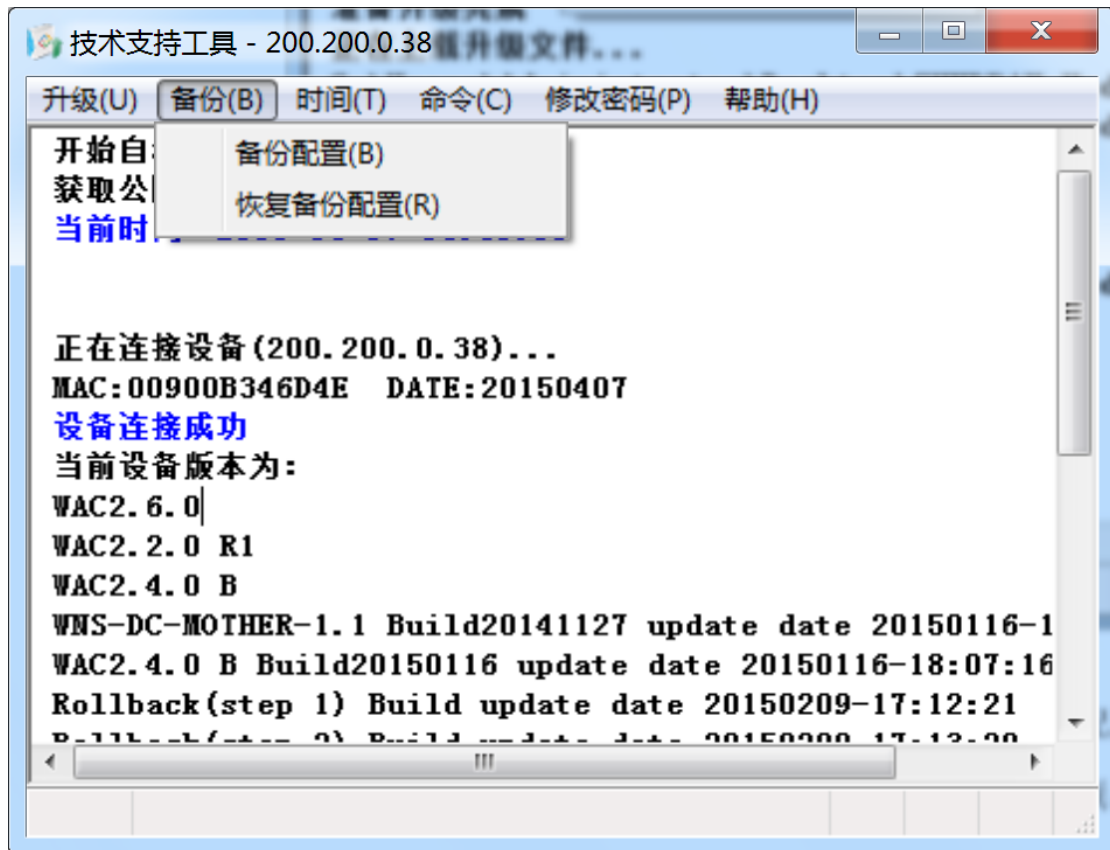 技术支持工具 - 200.200.0.38
升级文件...
升级(U) 备份(B) 时间(T) 命令(C) 修改密码(P) 帮助(H)
备份配置(B)
恢复备份配置(R)
开始自
获取公
当前时
正在连接设备(200.200.0.38)...
MAC:00900B346D4E DATE:20150407
设备连接成功
当前设备版本为:
WAC2.6.0
WAC2.2.0 R1
WAC2.4.0 B
WNS-DC-MOTHER-1.1 Build20141127 update date 20150116-1
WAC2.4.0 B Build20150116 update date 20150116-18:07:16
Rollback(step 1) Build update date 20150209-17:12:21